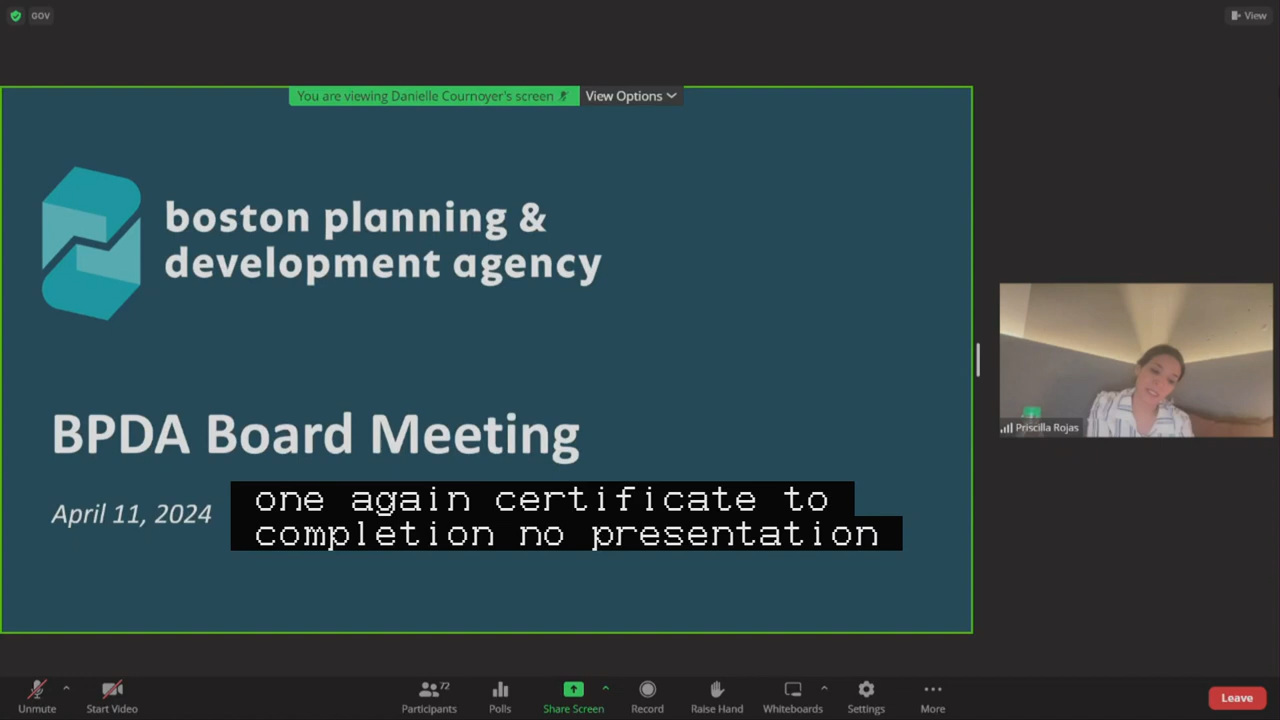 GOV
View
You are viewing Danielle Cournoyer's screen
View Options
boston planning &
development agency
BPDA Board Meeting
April 11, 2024
one again certificate to
completion no presentation
Priscilla Rojas
72
Unmute
Start Video
Participants
Polls
Share Screen
Record
Raise Hand
Whiteboards
Settings
More
Leave